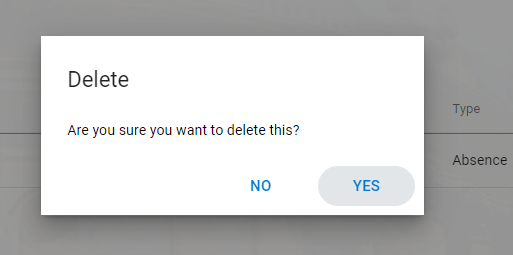 Delete
Are you sure you want to delete this?
NO YES
Type
Absence